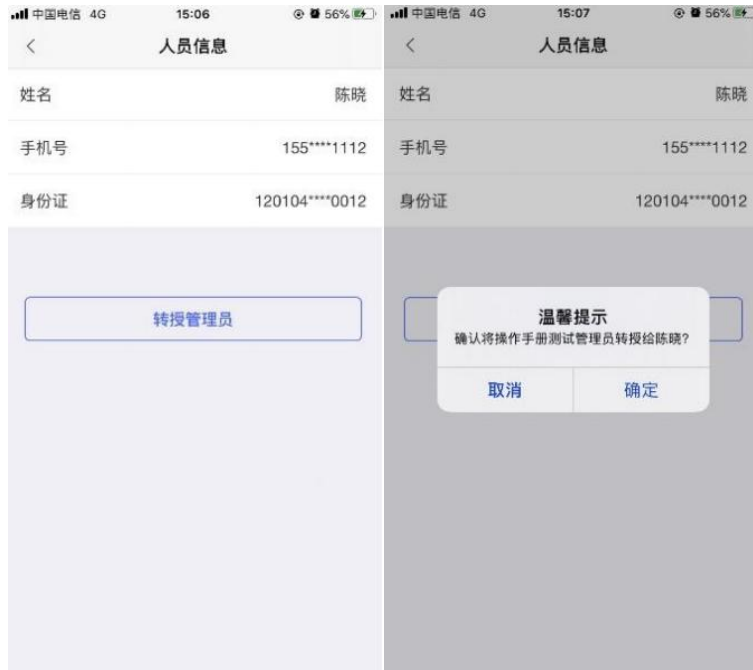 中国电信 4G 15:06 56%
人员信息
姓名 陈晓
手机号 155****1112
身份证 120104****0012
转授管理员
中国电信 4G 15:07 56%
人员信息
姓名 陈晓
手机号 155****1112
身份证 120104****0012
温馨提示
确认将操作手册测试管理员转授给陈晓?
取消 确定